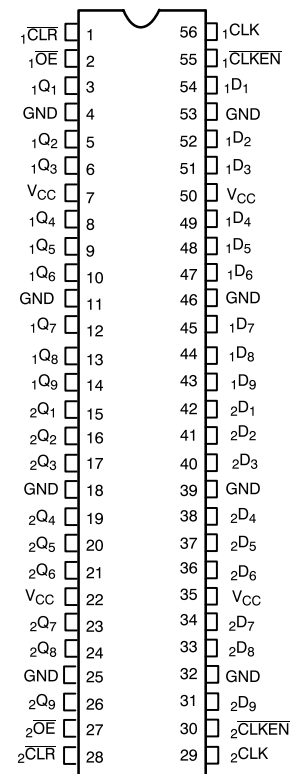 1CLR 1 56 1CLK
1OE 2 55 1CLKEN
1Q1 3 54 1D1
GND 4 53 GND
1Q2 5 52 1D2
1Q3 6 51 1D3
VCC 7 50 VCC
1Q4 8 49 1D4
1Q5 9 48 1D5
1Q6 10 47 1D6
GND 11 46 GND
1Q7 12 45 1D7
1Q8 13 44 1D8
1Q9 14 43 1D9
2Q1 15 42 2D1
2Q2 16 41 2D2
2Q3 17 40 2D3
GND 18 39 GND
2Q4 19 38 2D4
2Q5 20 37 2D5
2Q6 21 36 2D6
VCC 22 35 VCC
2Q7 23 34 2D7
2Q8 24 33 2D8
GND 25 32 GND
2Q9 26 31 2D9
2OE 27 30 2CLKEN
2CLR 28 29 2CLK